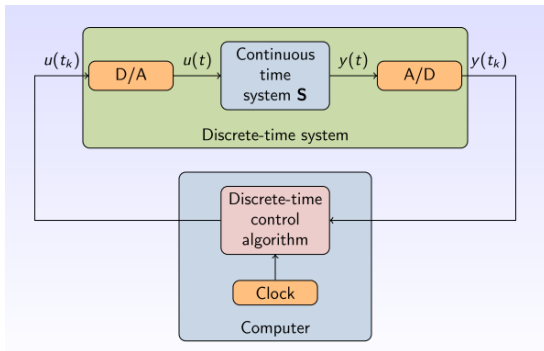 u(t_k)
D/A
u(t)
Continuous
time
system S
y(t)
A/D
y(t_k)
Discrete-time system
Discrete-time
control
algorithm
Clock
Computer